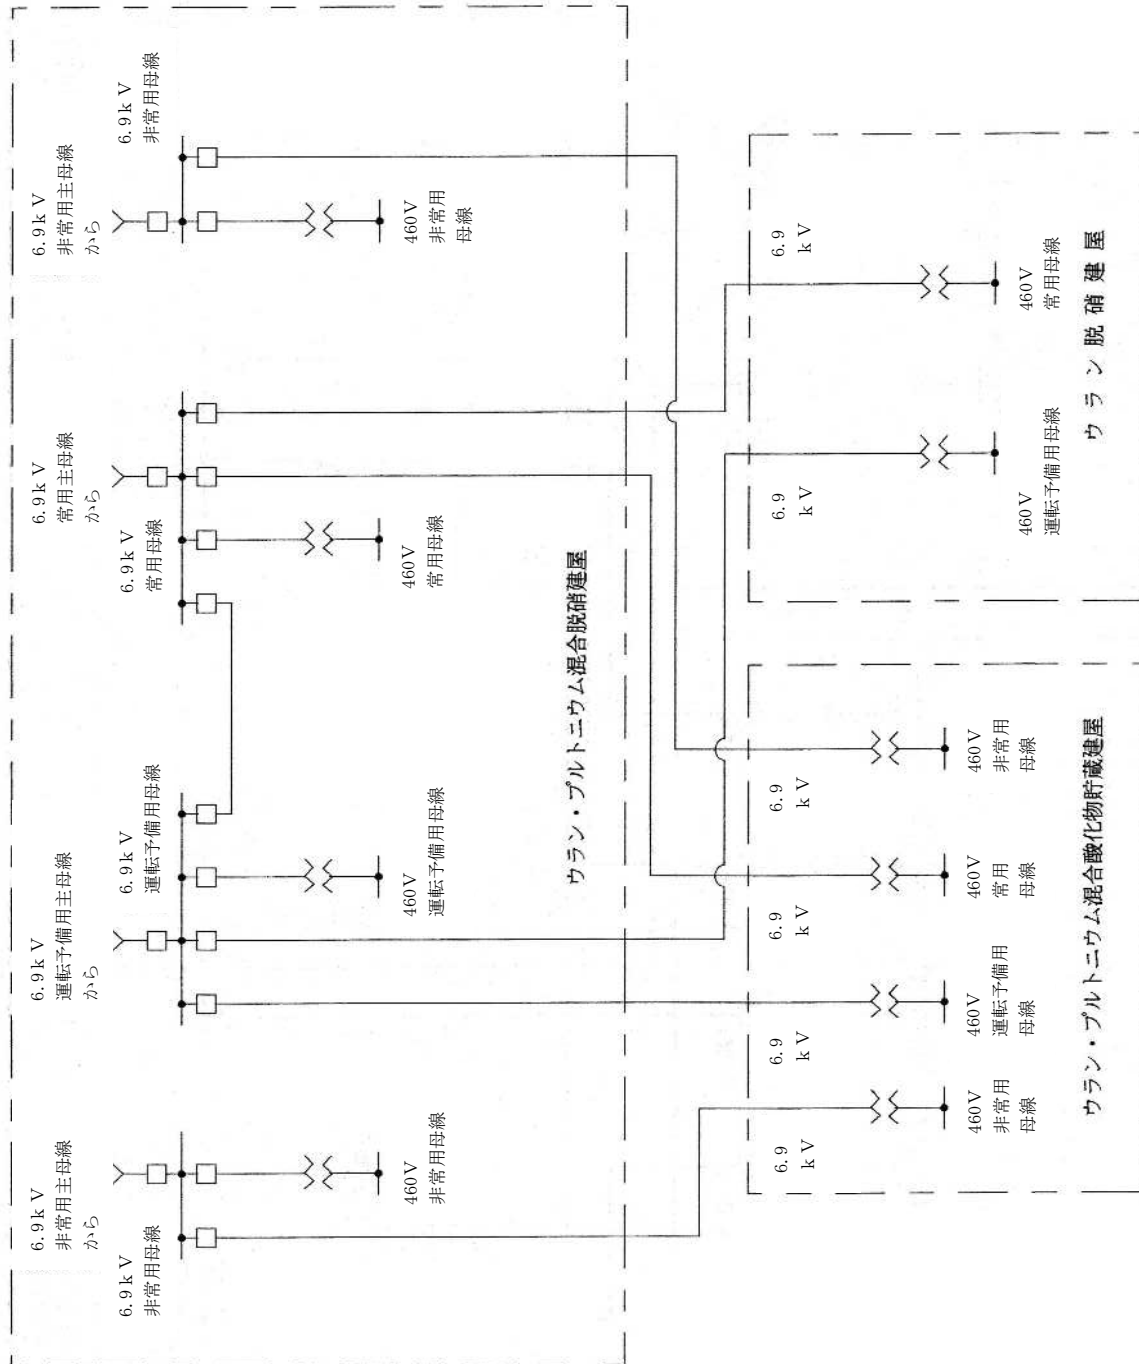 6.9kV
非常用主母線
から
6.9kV
運転予備用主母線
から
6.9kV
常用主母線
から
6.9kV
非常用主母線
から
6.9kV
非常用母線
6.9kV
運転予備用母線
6.9kV
常用母線
6.9kV
非常用母線
460V
非常用母線
460V
運転予備用母線
460V
常用母線
460V
非常用
母線
ウラン・プルトニウム混合脱硝建屋
6.9
kV
6.9
kV
6.9
kV
6.9
kV
6.9
kV
6.9
kV
460V
非常用
母線
460V
運転予備用
母線
460V
常用
母線
460V
非常用
母線
460V
運転予備用母線
460V
常用母線
ウラン・プルトニウム混合酸化物貯蔵建屋
ウラン脱硝建屋